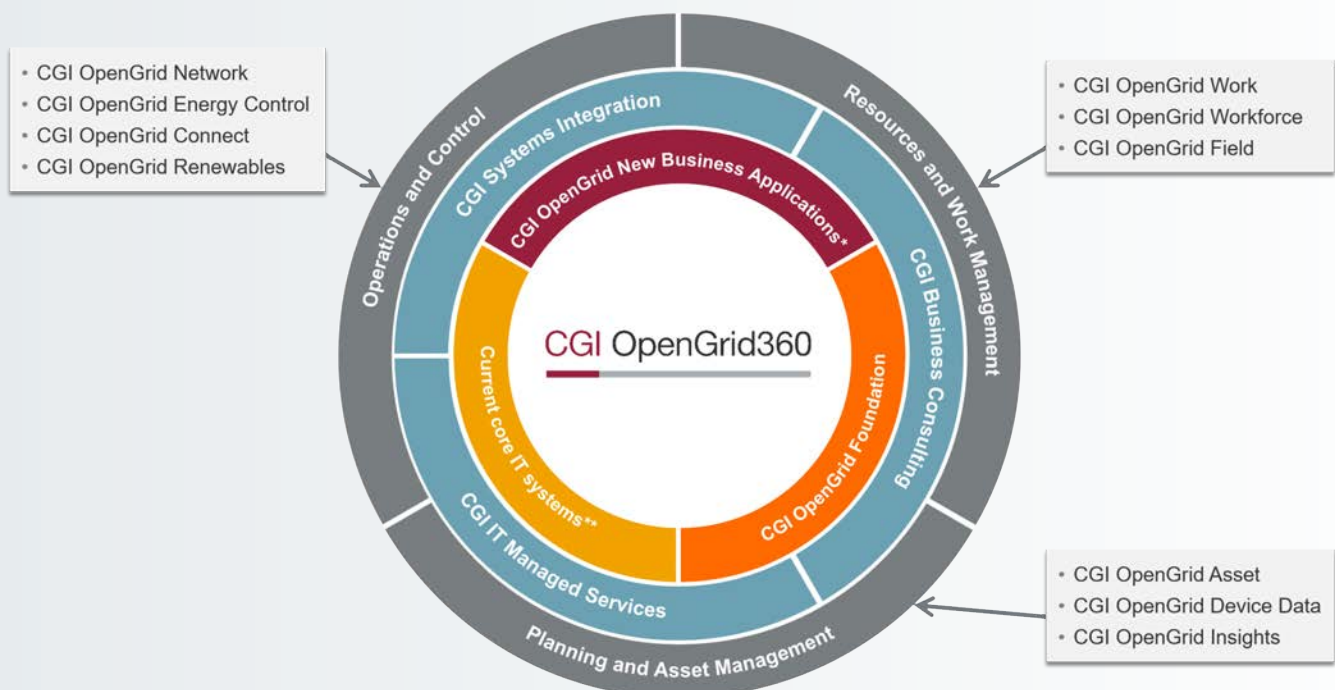 • CGI OpenGrid Network
• CGI OpenGrid Energy Control
• CGI OpenGrid Connect
• CGI OpenGrid Renewables
• CGI OpenGrid Work
• CGI OpenGrid Workforce
• CGI OpenGrid Field
Operations and Control
Resources and Work Management
CGI Systems Integration
CGI OpenGrid New Business Applications*
CGI Business Consulting
CGI OpenGrid360
Current core IT systems**
CGI OpenGrid Foundation
CGI IT Managed Services
Planning and Asset Management
• CGI OpenGrid Asset
• CGI OpenGrid Device Data
• CGI OpenGrid Insights